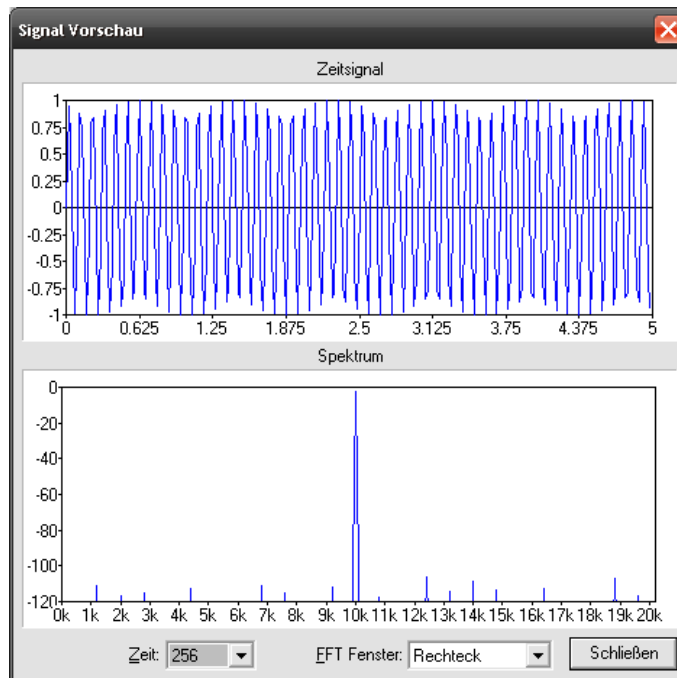 Signal Vorschau
Zeitsignal
1
0.75
0.5
0.25
0
-0.25
-0.5
-0.75
-1
0 0.625 1.25 1.875 2.5 3.125 3.75 4.375 5
Spektrum
0
-20
-40
-60
-80
-100
-120
0k 1k 2k 3k 4k 5k 6k 7k 8k 9k 10k 11k 12k 13k 14k 15k 16k 17k 18k 19k 20k
Zeit: 256 FFT Fenster: Rechteck Schließen